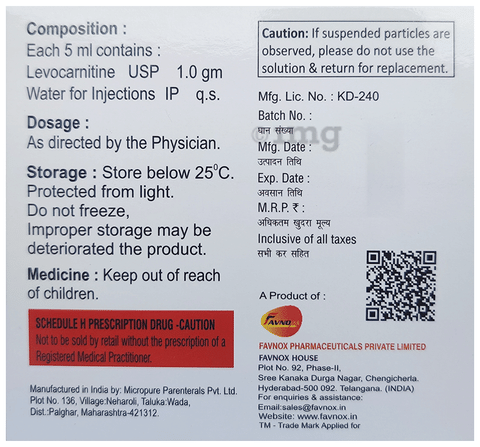 Composition :
Each 5 ml contains :
Levocarnitine USP 1.0 gm
Water for Injections IP q.s.
Dosage :
As directed by the Physician.
Storage : Store below 25°C.
Protected from light.
Do not freeze,
Improper storage may be
deteriorated the product.
Medicine : Keep out of reach
of children.
SCHEDULE H PRESCRIPTION DRUG -CAUTION
Not to be sold by retail without the prescription of a
Registered Medical Practitioner.
Manufactured in India by: Micropure Parenterals Pvt. Ltd.
Plot No. 136, Village:Neharoli, Taluka:Wada,
Dist.:Palghar, Maharashtra-421312.
Caution: If suspended particles are
observed, please do not use the
solution & return for replacement.
Mfg. Lic. No. : KD-240
Batch No. :
घान संख्या
Mfg. Date :
उत्पादन तिथि
Exp. Date :
अवसान तिथि
M.R.P. ₹ :
अधिकतम खुदरा मूल्य
Inclusive of all taxes
सभी कर सहित
A Product of :
FAVNOX
FAVNOX PHARMACEUTICALS PRIVATE LIMITED
FAVNOX HOUSE
Plot No. 92, Phase-II,
Sree Kanaka Durga Nagar, Chengicherla.
Hyderabad-500 092. Telangana. (INDIA)
For enquiries & assistance:
Email:sales@favnox.in
Website: www.favnox.in
TM - Trade Mark Applied for